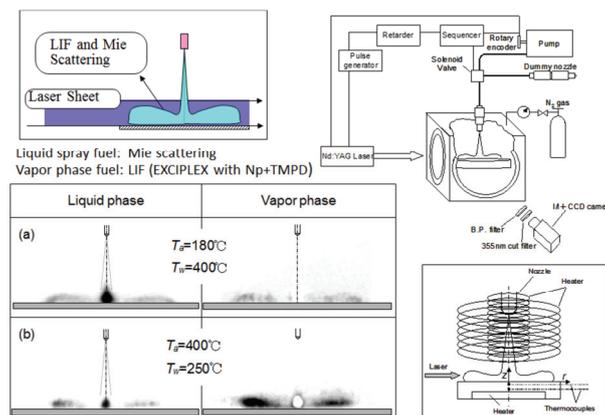 LIF and Mie
Scattering
Laser Sheet
Liquid spray fuel: Mie scattering
Vapor phase fuel: LIF (EXCIPLEX with Np+TMPD)
Liquid phase
Vapor phase
(a)
Ta=180℃
Tw=400℃
(b)
Ta=400℃
Tw=250℃
Retarder
Sequencer
Rotary
encoder
Pump
Pulse
generator
Solenoid
Valve
Dummy nozzle
N2 gas
Nd:YAG Laser
I.I+CCD came
B.P. filter
355nm cut filter
Nozzle
Heater
Laser
Z
r
Heater
Thermocouples